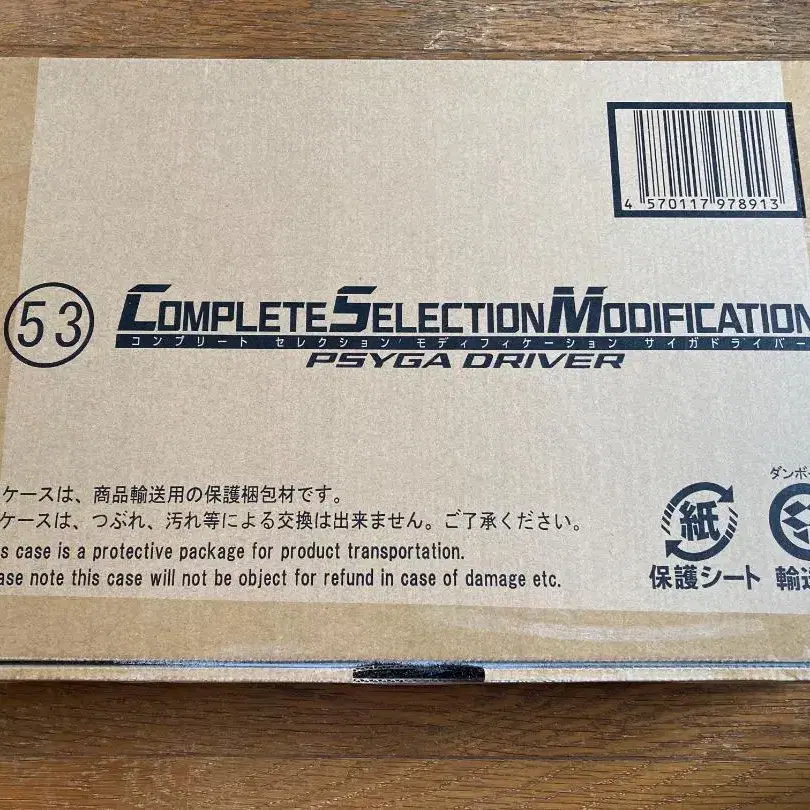 4 570117 978913
53
COMPLETE SELECTION MODIFICATION
コンプリート セレクション モディフィケーション サイガドライバー
PSYGA DRIVER
ケースは、商品輸送用の保護梱包材です。
ケースは、つぶれ、汚れ等による交換は出来ません。ご了承ください。
s case is a protective package for product transportation.
ase note this case will not be object for refund in case of damage etc.
紙
保護シート
ダンボー
輸送